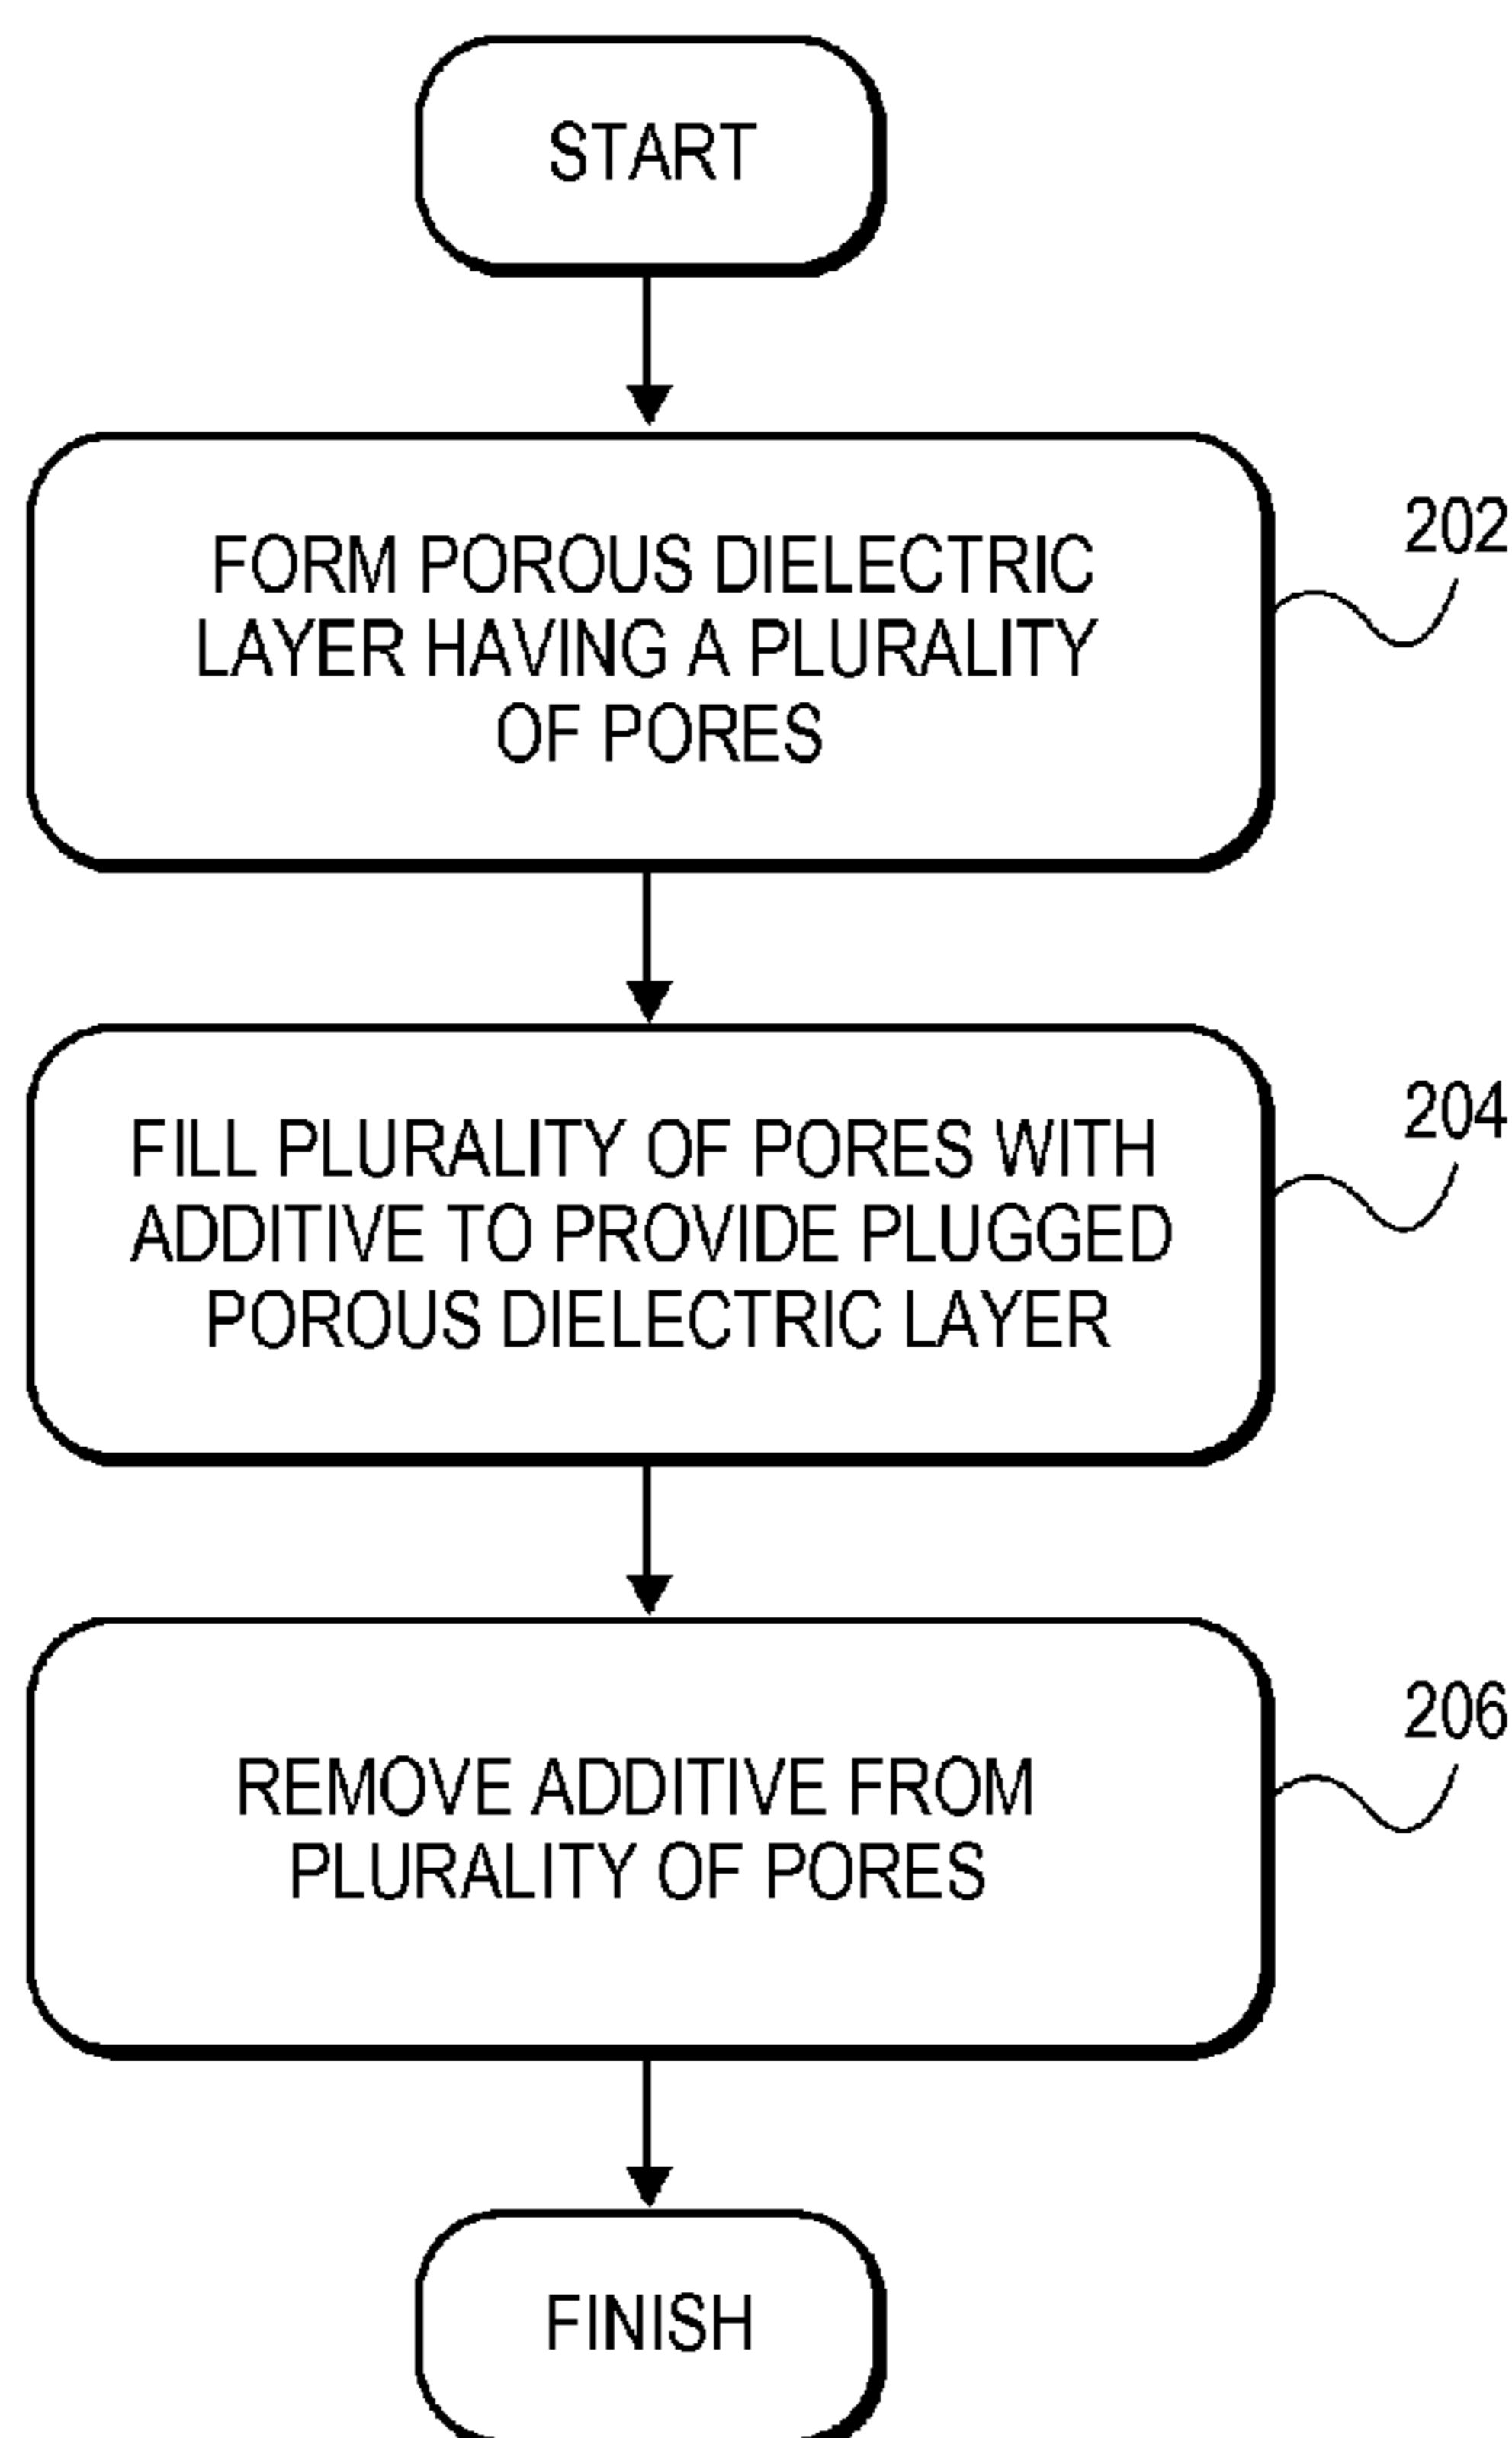 START
FORM POROUS DIELECTRIC
LAYER HAVING A PLURALITY
OF PORES
202
FILL PLURALITY OF PORES WITH
ADDITIVE TO PROVIDE PLUGGED
POROUS DIELECTRIC LAYER
204
REMOVE ADDITIVE FROM
PLURALITY OF PORES
206
FINISH